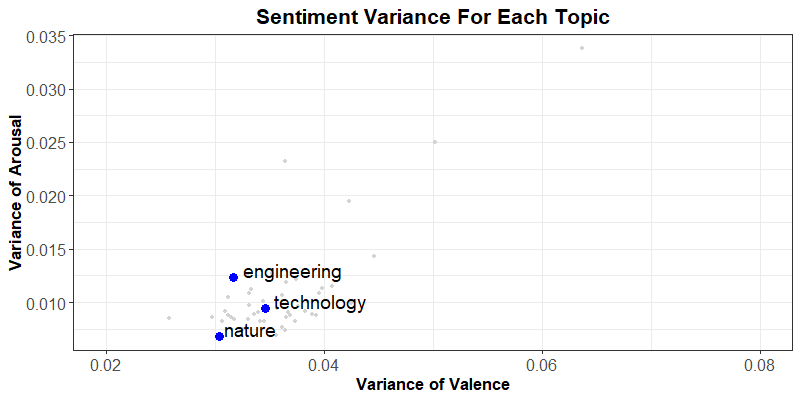 Sentiment Variance For Each Topic
Variance of Arousal
0.035
0.030
0.025
0.020
0.015
0.010
engineering
technology
nature
0.02 0.04 0.06 0.08
Variance of Valence